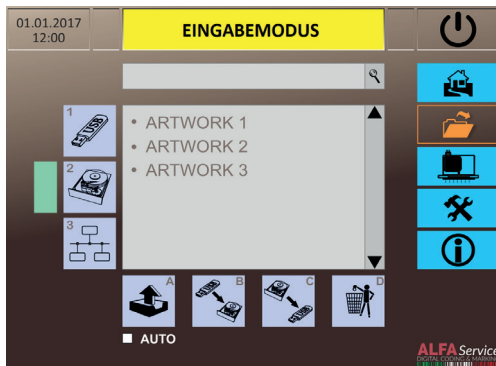 01.01.2017
12:00
EINGABEMODUS
1
USB
• ARTWORK 1
• ARTWORK 2
• ARTWORK 3
2
3
A
B
C
D
AUTO
ALFA Service
DIGITAL CODING & MARKING